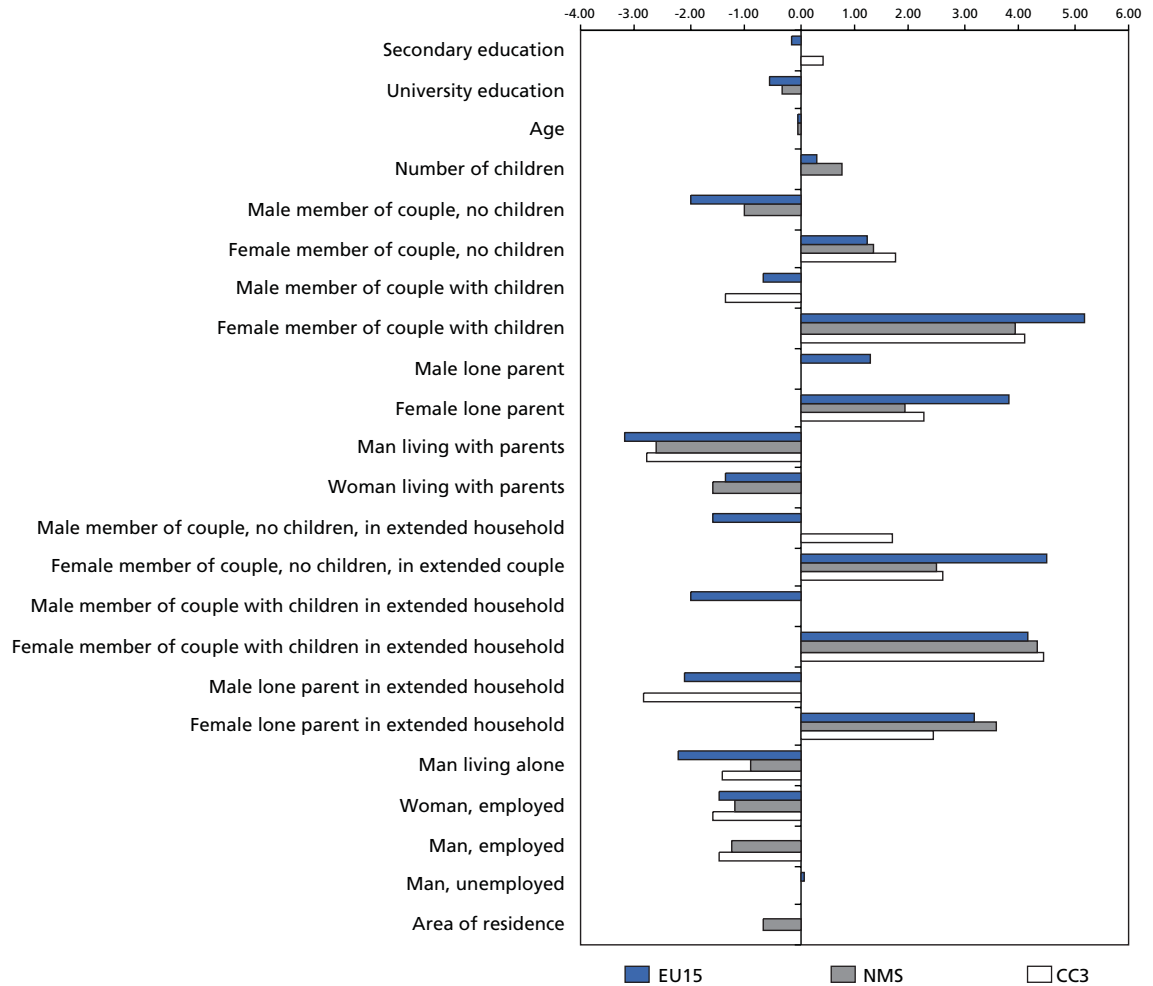 -4.00 -3.00 -2.00 -1.00 0.00 1.00 2.00 3.00 4.00 5.00 6.00
Secondary education
University education
Age
Number of children
Male member of couple, no children
Female member of couple, no children
Male member of couple with children
Female member of couple with children
Male lone parent
Female lone parent
Man living with parents
Woman living with parents
Male member of couple, no children, in extended household
Female member of couple, no children, in extended couple
Male member of couple with children in extended household
Female member of couple with children in extended household
Male lone parent in extended household
Female lone parent in extended household
Man living alone
Woman, employed
Man, employed
Man, unemployed
Area of residence
EU15 NMS CC3